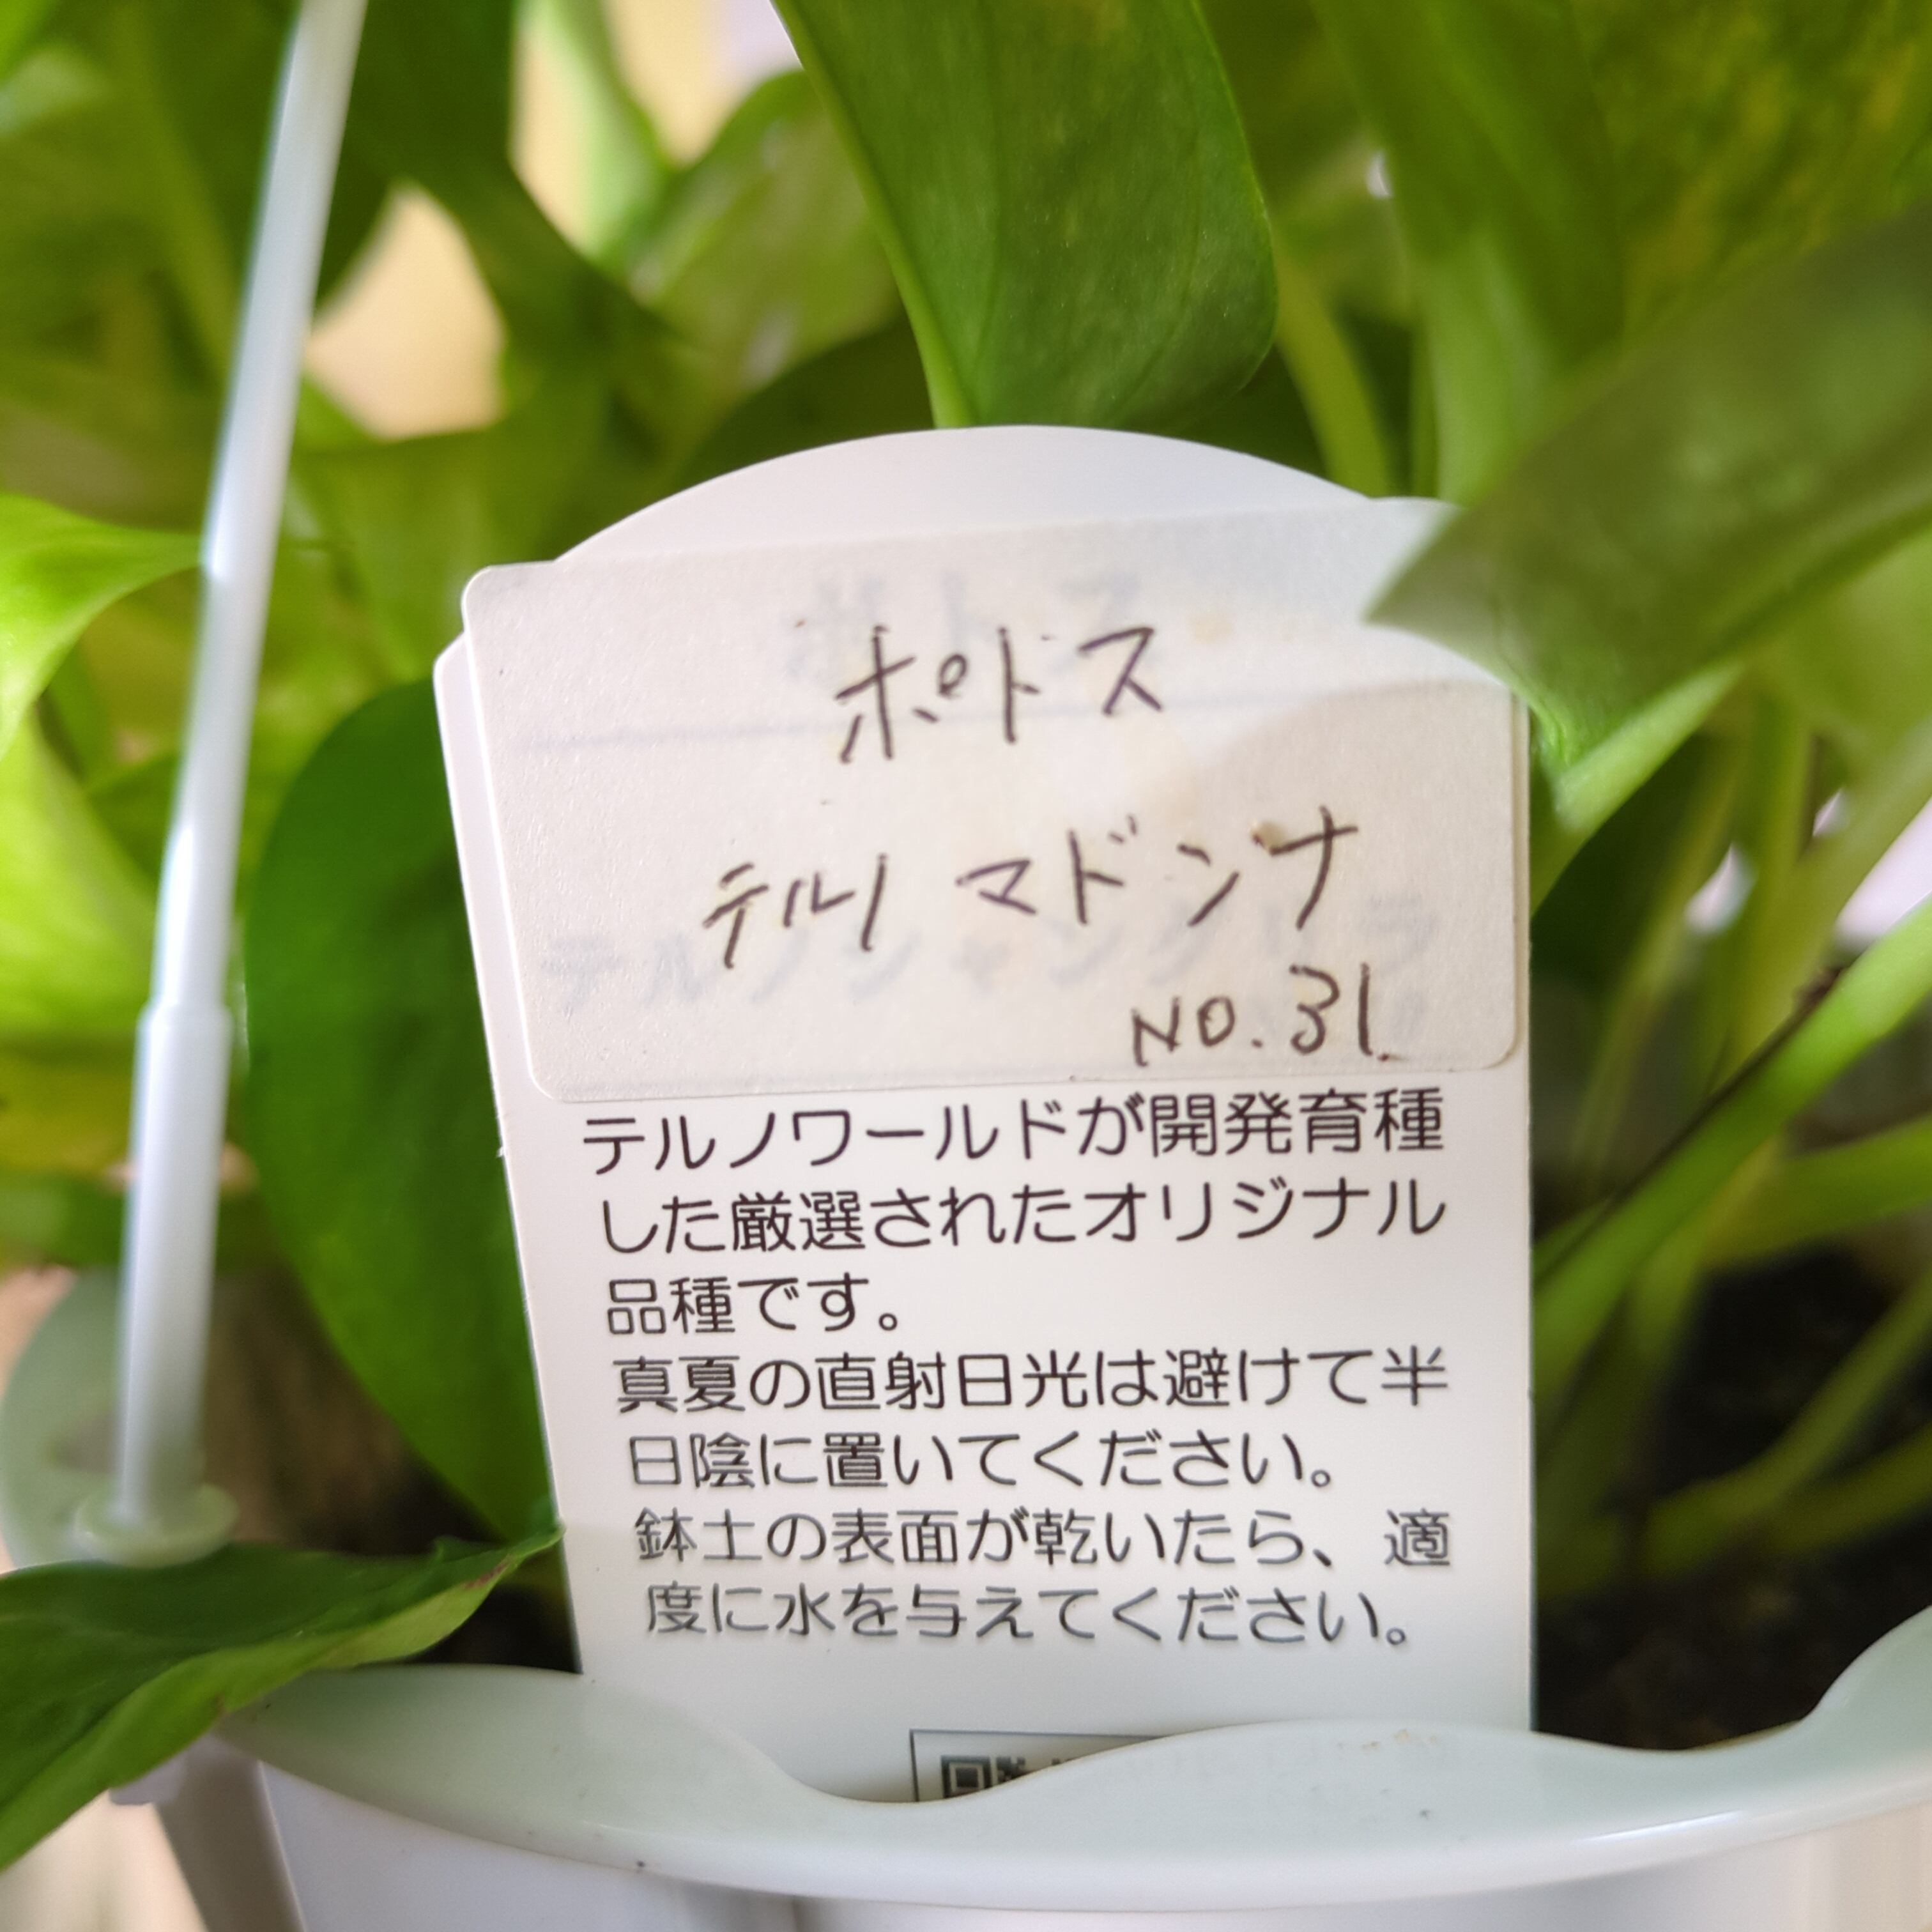 ポトス
テルノ マドンナ
NO.31
テルノワールドが開発育種
した厳選されたオリジナル
品種です。
真夏の直射日光は避けて半
日陰に置いてください。
鉢土の表面が乾いたら、適
度に水を与えてください。